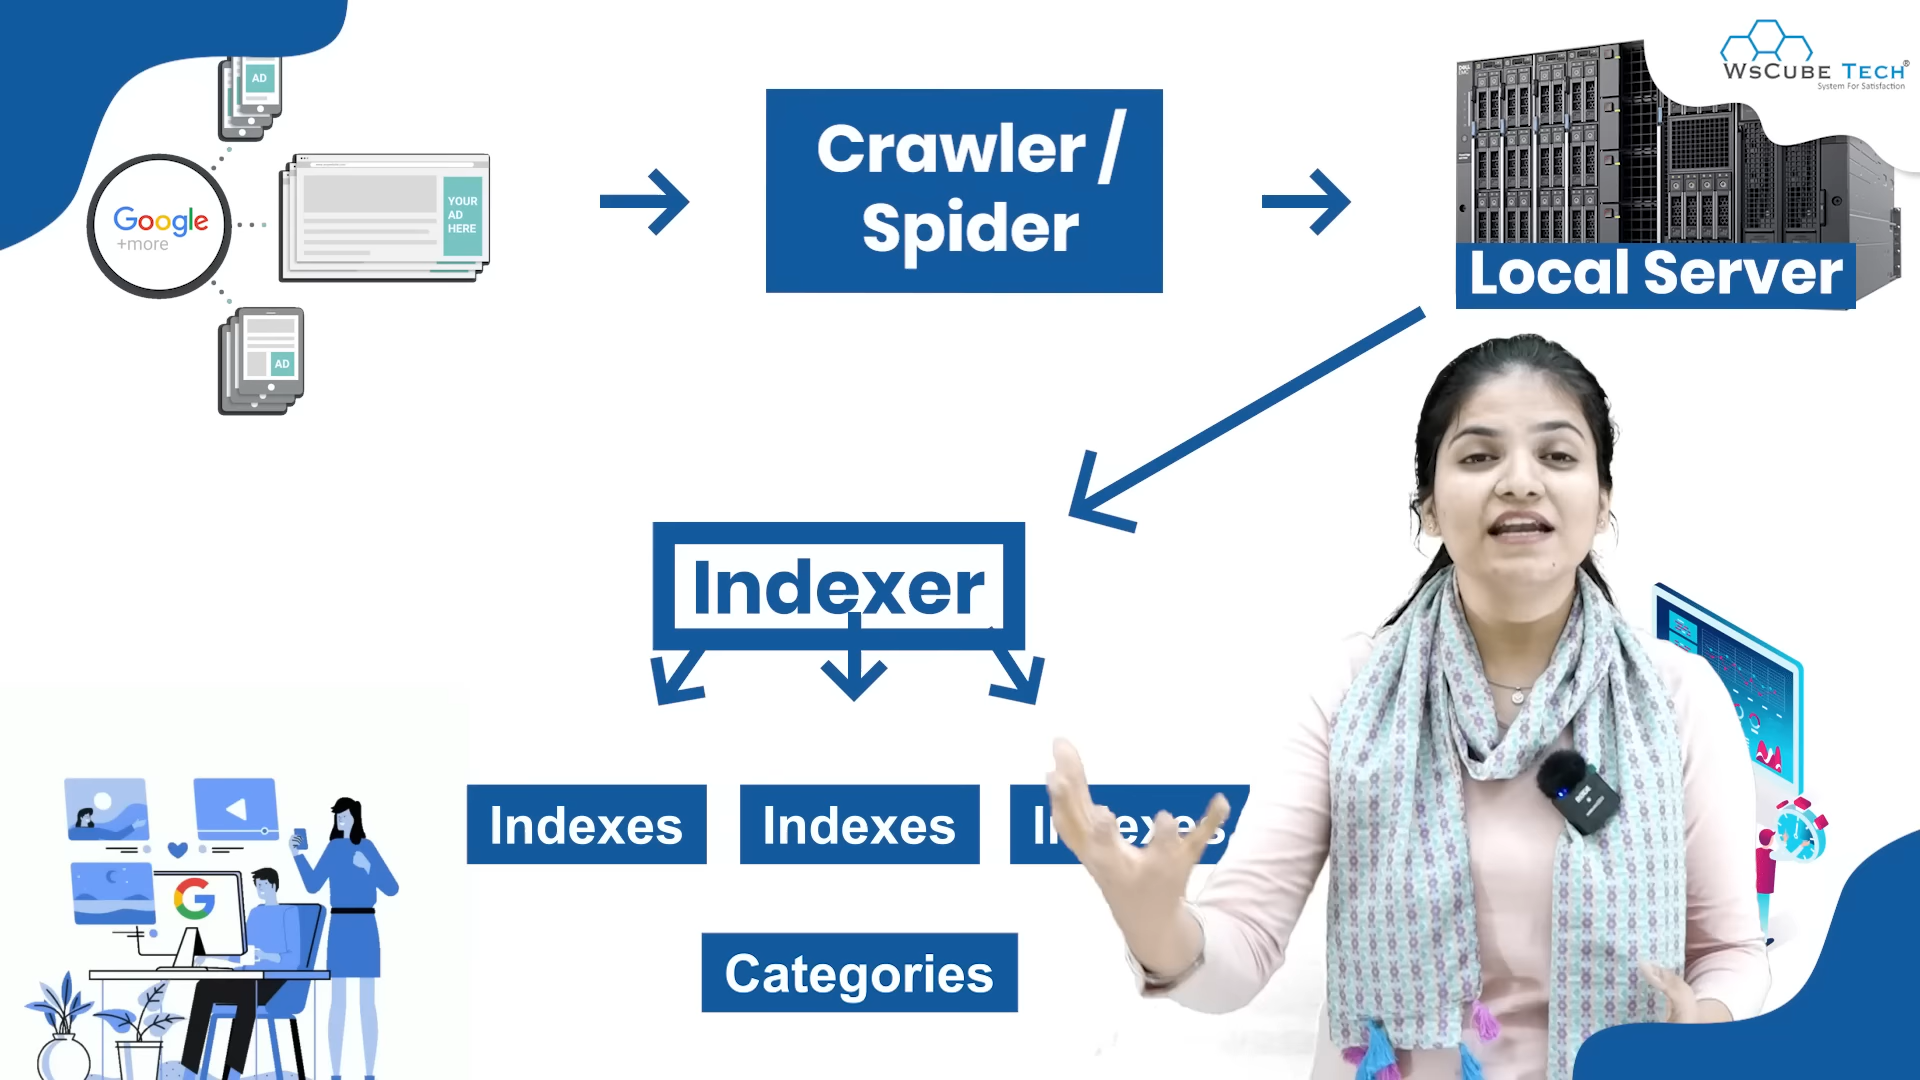 AD
Google
+more
YOUR
AD
HERE
AD
Crawler /
Spider
WsCube Tech®
System For Satisfaction
Local Server
Indexer
Indexes
Indexes
Indexes
Categories
G